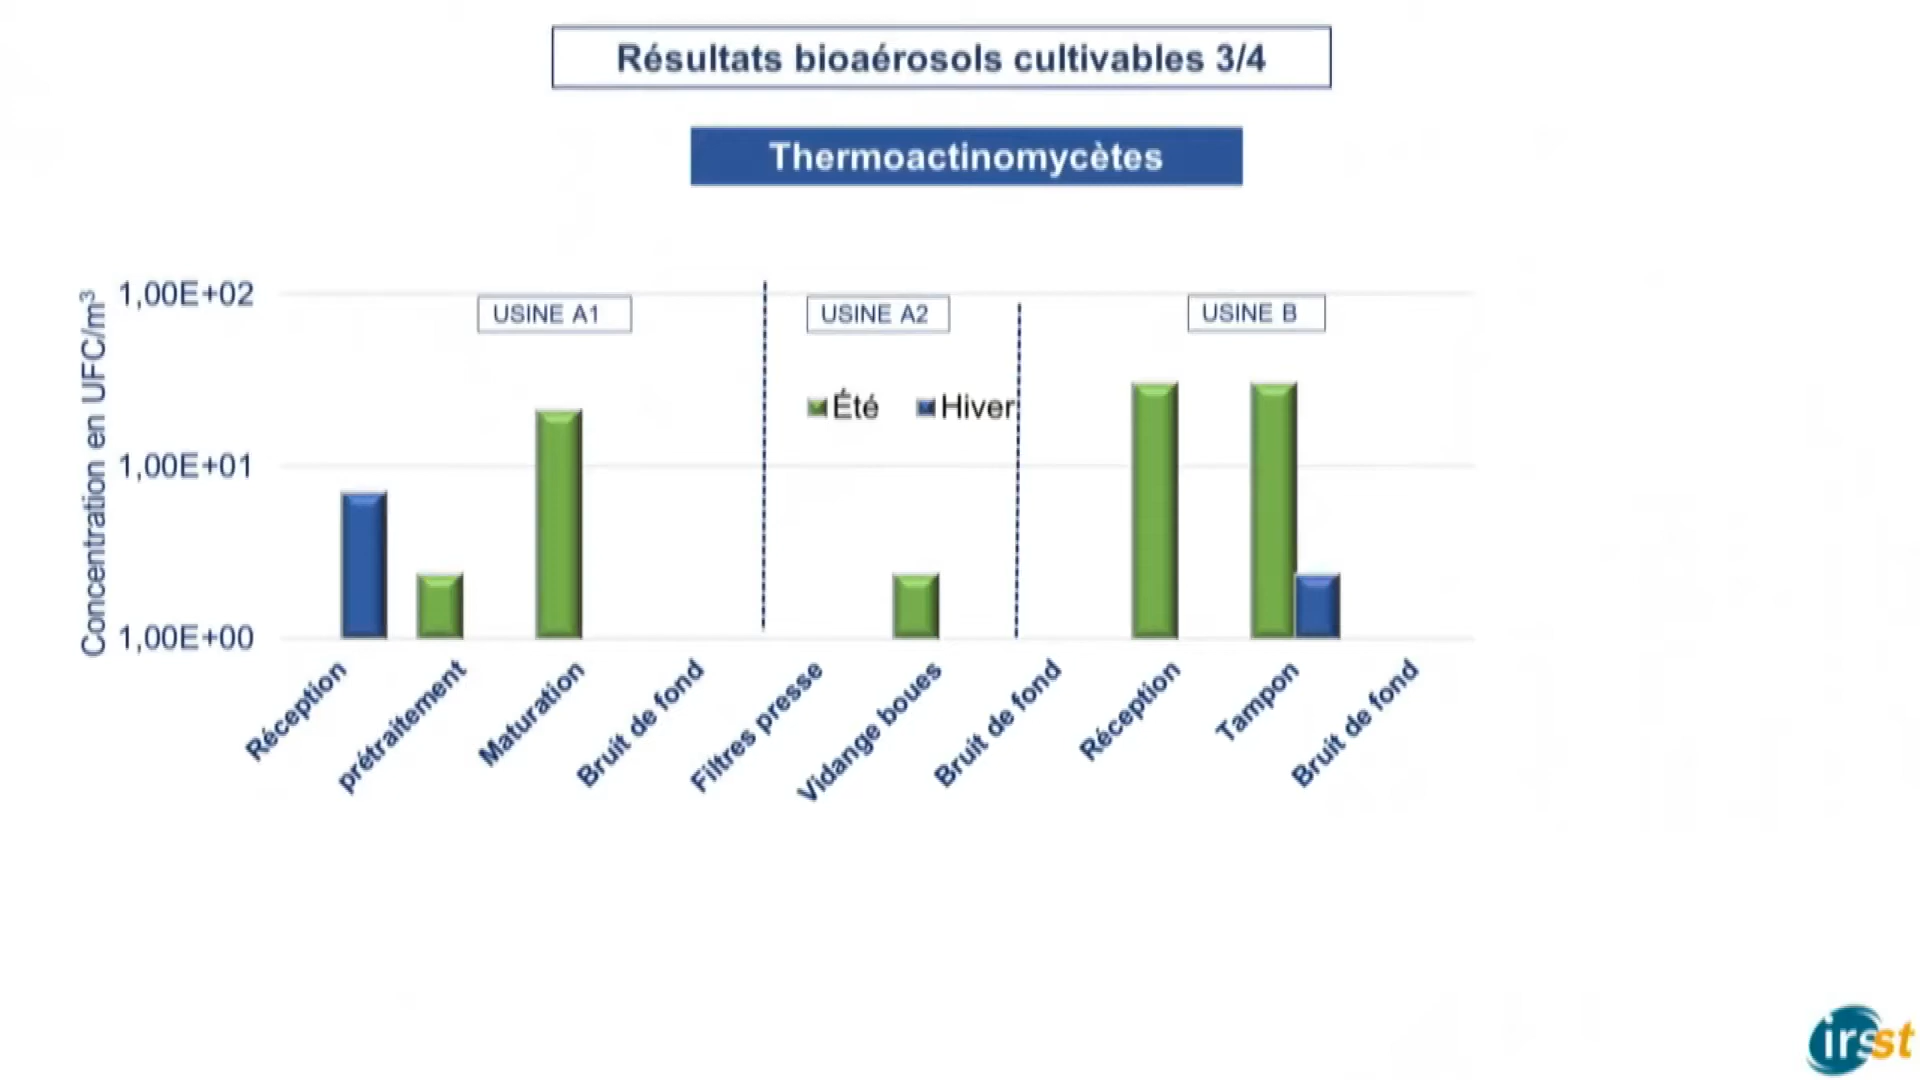 Résultats bioaérosols cultivables 3/4
Thermoactinomycètes
Concentration en UFC/m³
1,00E+02
1,00E+01
1,00E+00
USINE A1
USINE A2
USINE B
Été
Hiver
Réception
prétraitement
Maturation
Bruit de fond
Filtres presse
Vidange boues
Bruit de fond
Réception
Tampon
Bruit de fond
irsst